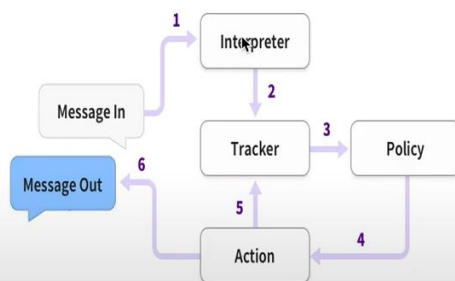 1
Interpreter
2
Message In
Tracker
3
Policy
Message Out
6
5
4
Action